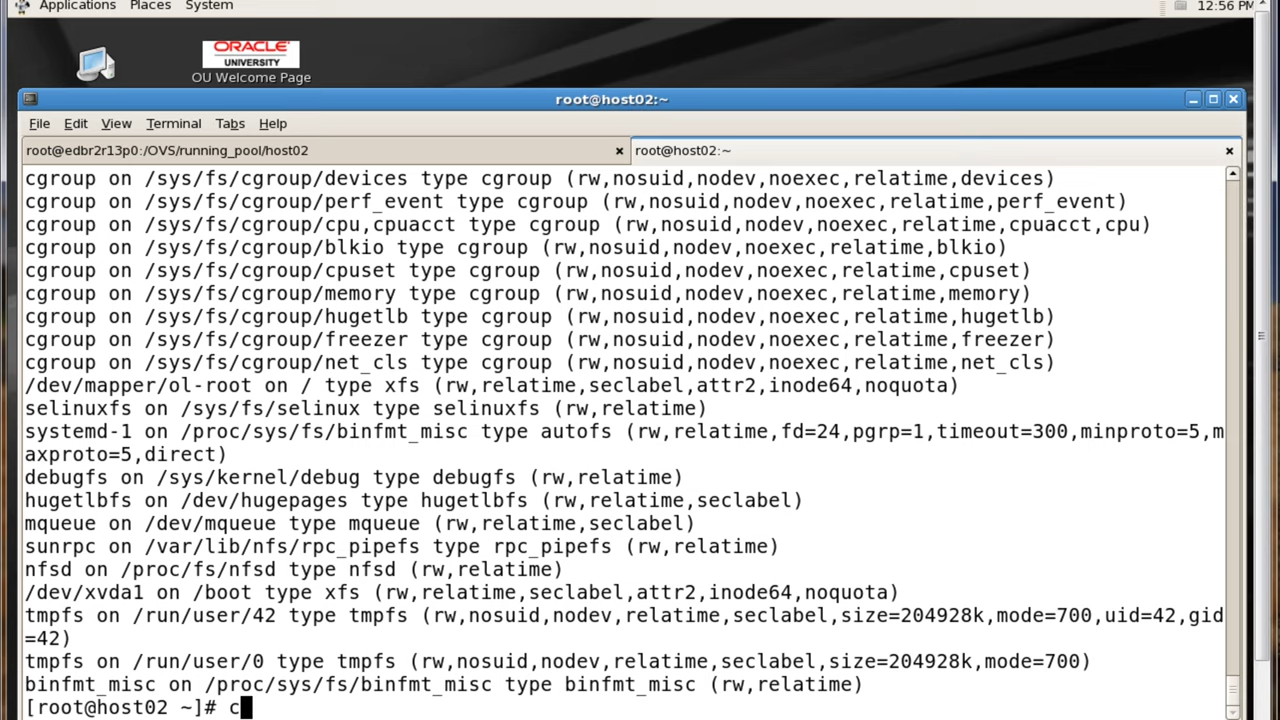 Applications Places System 12:56 PM
ORACLE
UNIVERSITY
OU Welcome Page
root@host02:~
File Edit View Terminal Tabs Help
root@edbr2r13p0:/OVS/running_pool/host02
root@host02:~
cgroup on /sys/fs/cgroup/devices type cgroup (rw,nosuid,nodev,noexec,relatime,devices)
cgroup on /sys/fs/cgroup/perf_event type cgroup (rw,nosuid,nodev,noexec,relatime,perf_event)
cgroup on /sys/fs/cgroup/cpu,cpuacct type cgroup (rw,nosuid,nodev,noexec,relatime,cpuacct,cpu)
cgroup on /sys/fs/cgroup/blkio type cgroup (rw,nosuid,nodev,noexec,relatime,blkio)
cgroup on /sys/fs/cgroup/cpuset type cgroup (rw,nosuid,nodev,noexec,relatime,cpuset)
cgroup on /sys/fs/cgroup/memory type cgroup (rw,nosuid,nodev,noexec,relatime,memory)
cgroup on /sys/fs/cgroup/hugetlb type cgroup (rw,nosuid,nodev,noexec,relatime,hugetlb)
cgroup on /sys/fs/cgroup/freezer type cgroup (rw,nosuid,nodev,noexec,relatime,freezer)
cgroup on /sys/fs/cgroup/net_cls type cgroup (rw,nosuid,nodev,noexec,relatime,net_cls)
/dev/mapper/ol-root on / type xfs (rw,relatime,seclabel,attr2,inode64,noquota)
selinuxfs on /sys/fs/selinux type selinuxfs (rw,relatime)
systemd-1 on /proc/sys/fs/binfmt_misc type autofs (rw,relatime,fd=24,pgrp=1,timeout=300,minproto=5,m
axproto=5,direct)
debugfs on /sys/kernel/debug type debugfs (rw,relatime)
hugetlbfs on /dev/hugepages type hugetlbfs (rw,relatime,seclabel)
mqueue on /dev/mqueue type mqueue (rw,relatime,seclabel)
sunrpc on /var/lib/nfs/rpc_pipefs type rpc_pipefs (rw,relatime)
nfsd on /proc/fs/nfsd type nfsd (rw,relatime)
/dev/xvda1 on /boot type xfs (rw,relatime,seclabel,attr2,inode64,noquota)
tmpfs on /run/user/42 type tmpfs (rw,nosuid,nodev,relatime,seclabel,size=204928k,mode=700,uid=42,gid
=42)
tmpfs on /run/user/0 type tmpfs (rw,nosuid,nodev,relatime,seclabel,size=204928k,mode=700)
binfmt_misc on /proc/sys/fs/binfmt_misc type binfmt_misc (rw,relatime)
[root@host02 ~]# c